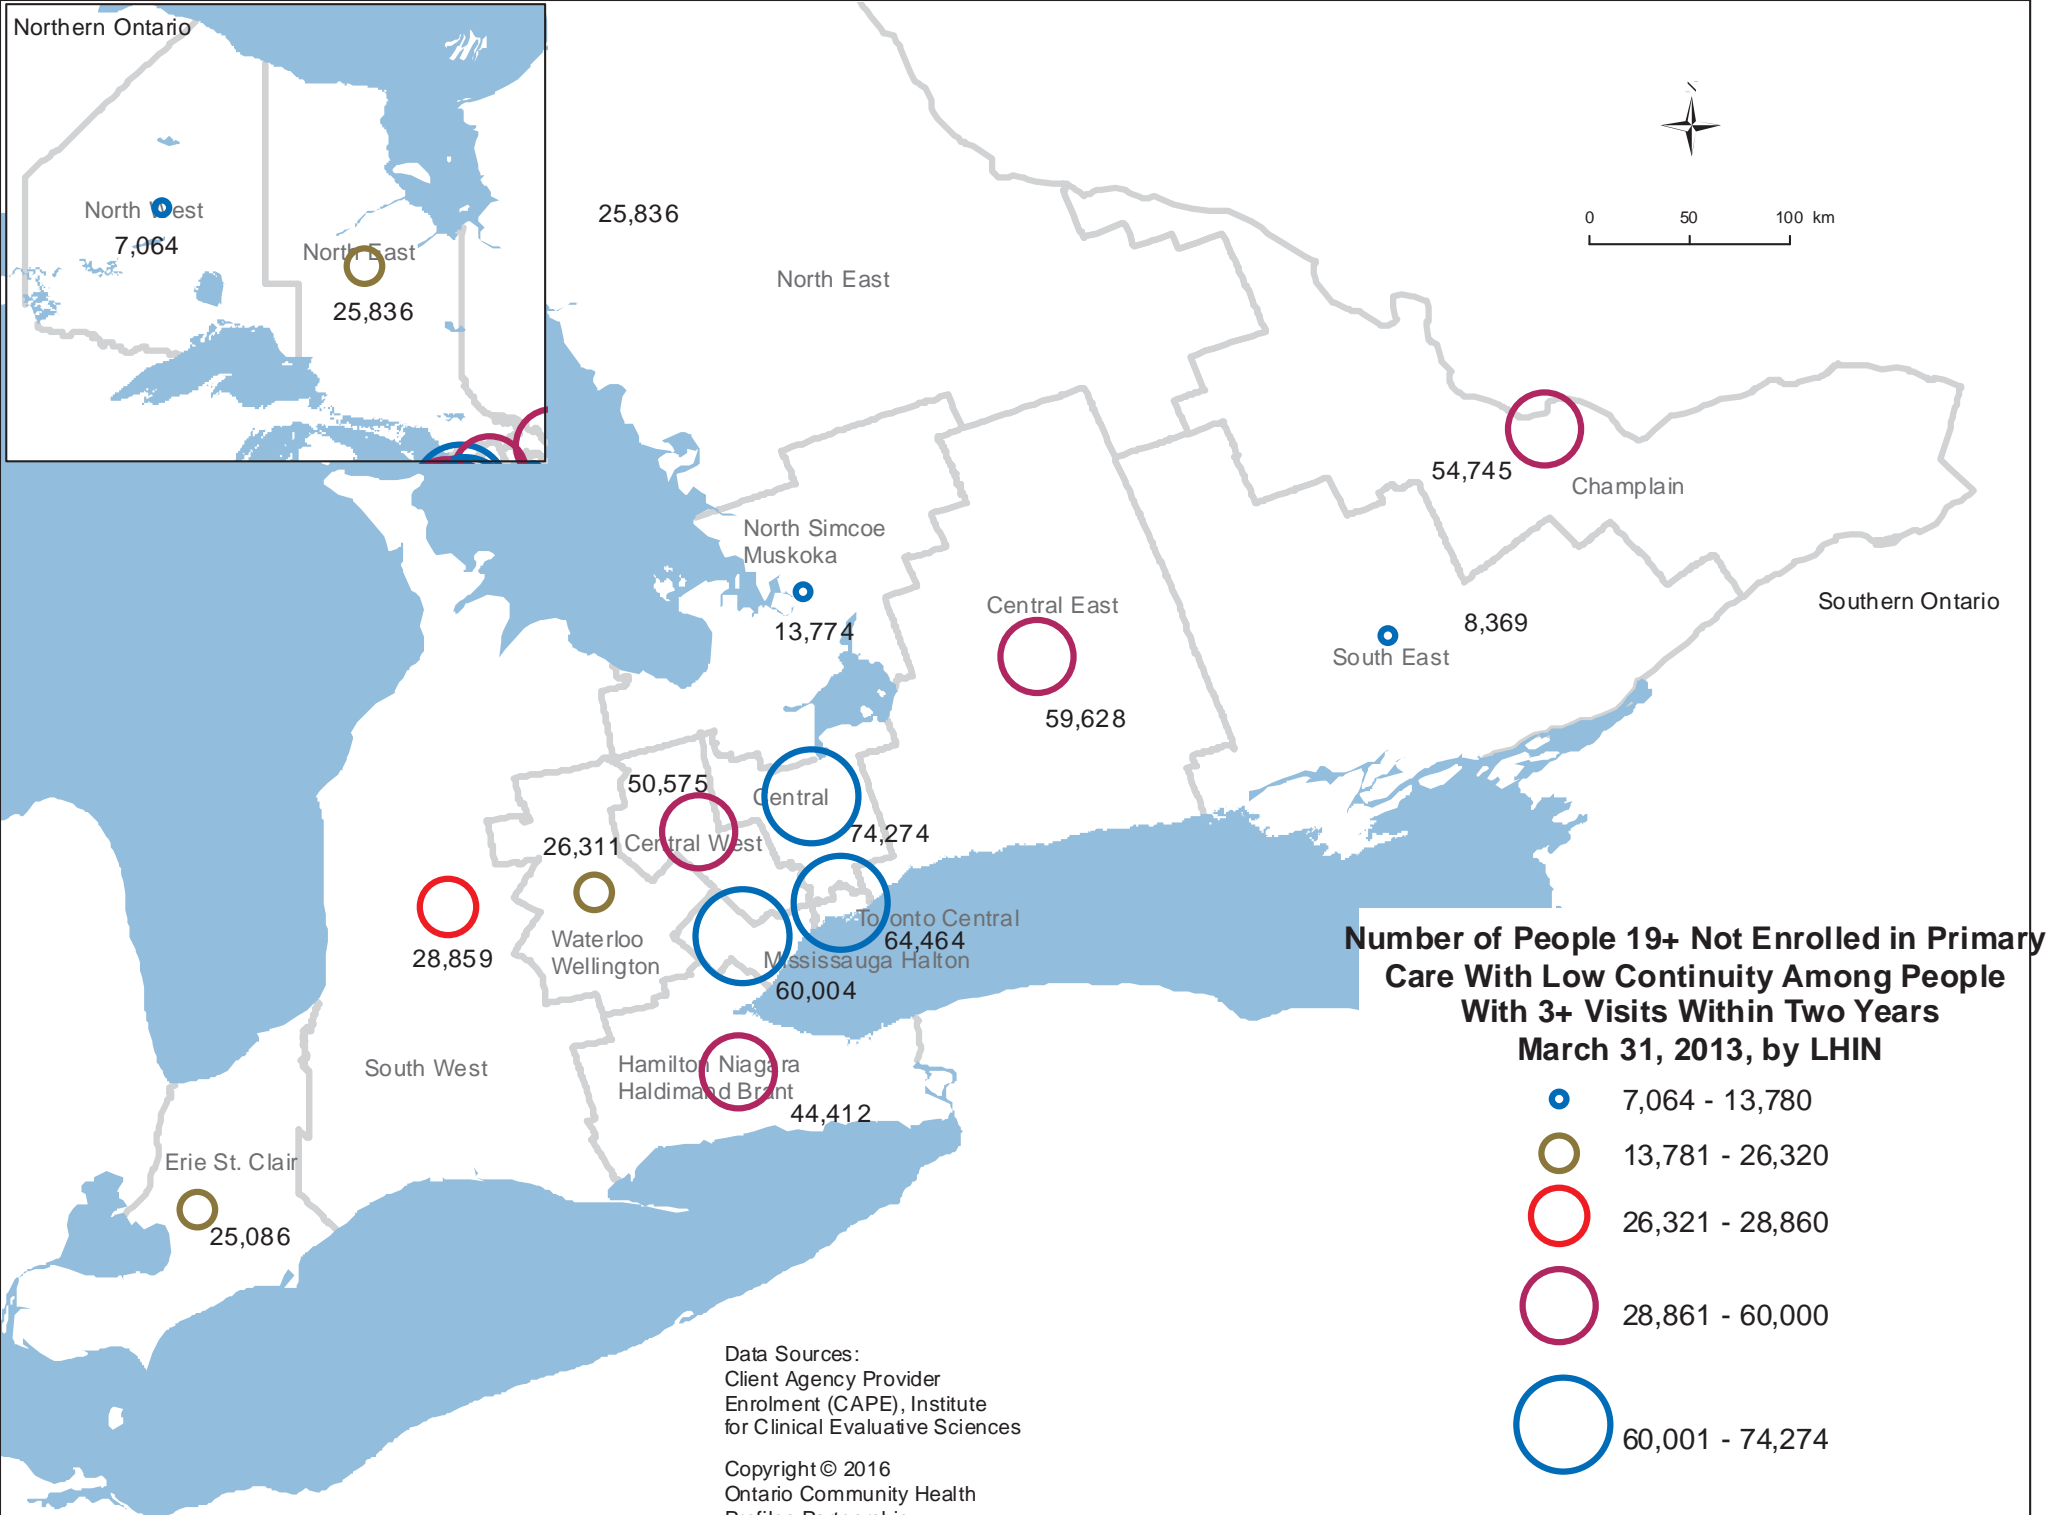 Northern Ontario
North West
7,064
North East
25,836
25,836
North East
N
0 50 100 km
54,745
Champlain
North Simcoe
Muskoka
13,774
Central East
59,628
8,369
South East
Southern Ontario
50,575
Central
74,274
26,311
Central West
28,859
Waterloo
Wellington
Toronto Central
64,464
Mississauga Halton
60,004
South West
Hamilton Niagara
Haldimand Brant
44,412
Erie St. Clair
25,086
Number of People 19+ Not Enrolled in Primary
Care With Low Continuity Among People
With 3+ Visits Within Two Years
March 31, 2013, by LHIN
7,064 - 13,780
13,781 - 26,320
26,321 - 28,860
28,861 - 60,000
60,001 - 74,274
Data Sources:
Client Agency Provider
Enrolment (CAPE), Institute
for Clinical Evaluative Sciences
Copyright © 2016
Ontario Community Health